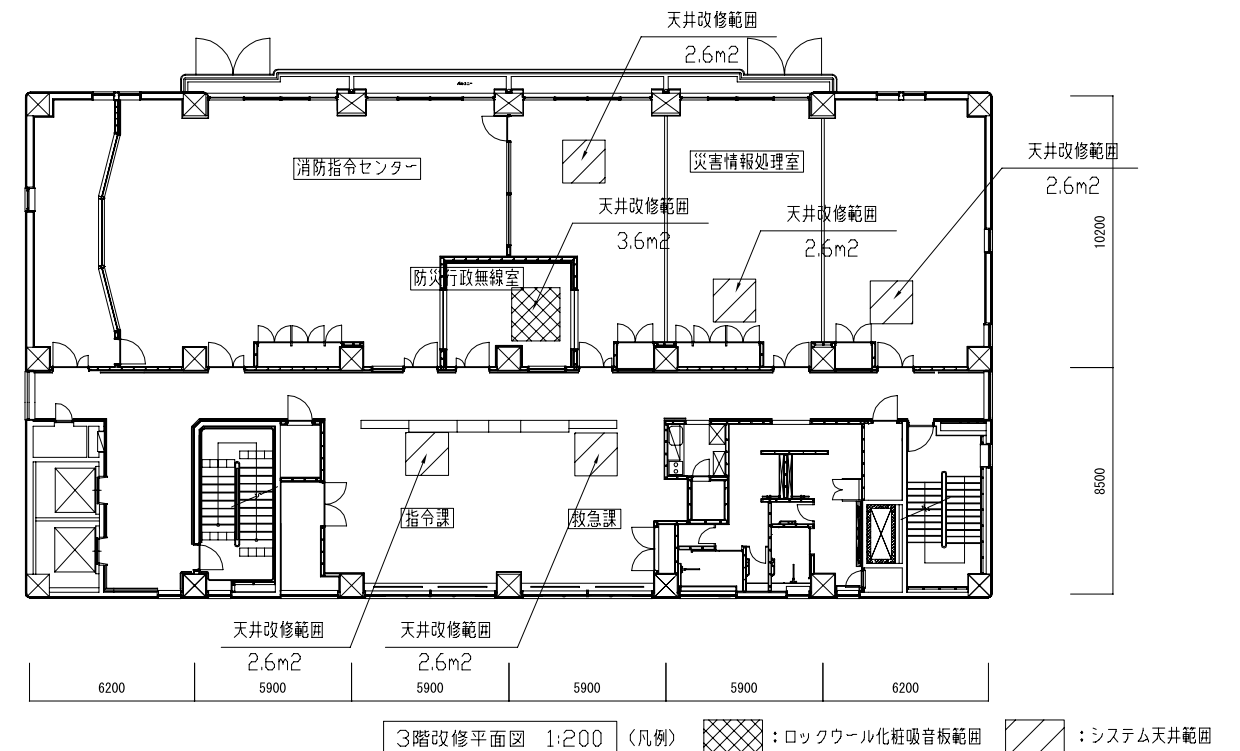 天井改修範囲
2.6m2
消防指令センター
災害情報処理室
天井改修範囲
2.6m2
天井改修範囲
3.6m2
天井改修範囲
2.6m2
防災行政無線室
10200
8500
指令課
救急課
天井改修範囲
2.6m2
天井改修範囲
2.6m2
6200
5900
5900
5900
5900
6200
3階改修平面図 1:200
(凡例)
:ロックウール化粧吸音板範囲
:システム天井範囲